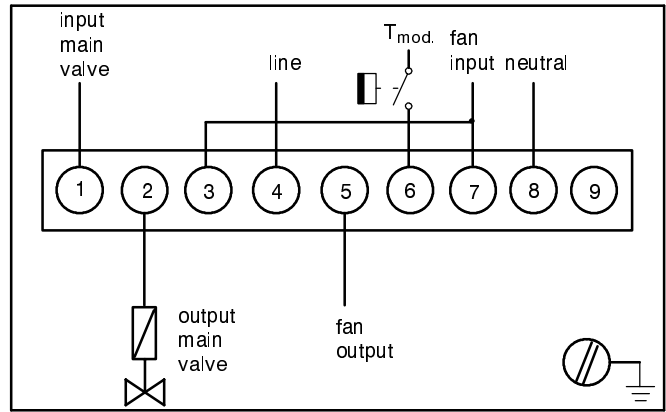 input
main
valve
line
Tmod.
fan
input
neutral
1 2 3 4 5 6 7 8 9
output
main
valve
fan
output